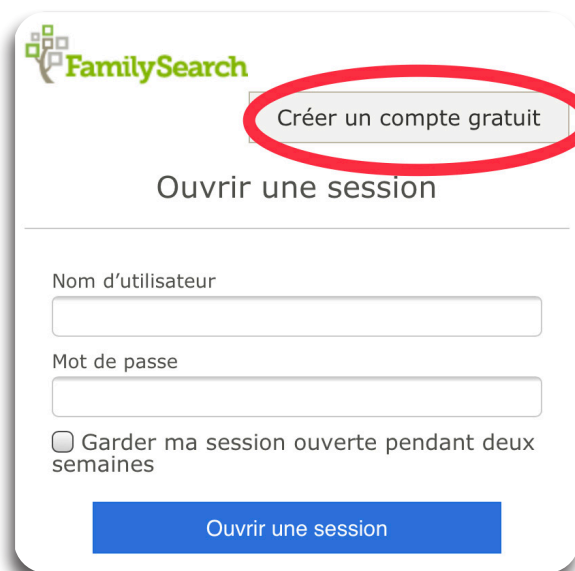 FamilySearch
Créer un compte gratuit
Ouvrir une session
Nom d’utilisateur
Mot de passe
Garder ma session ouverte pendant deux
semaines
Ouvrir une session